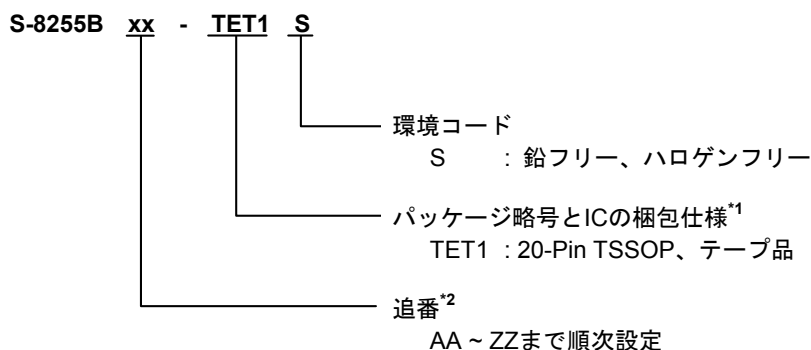 S-8255B xx - TET1 S
環境コード
S : 鉛フリー、ハロゲンフリー
パッケージ略号とICの梱包仕様*1
TET1 : 20-Pin TSSOP、テープ品
追番*2
AA ~ ZZまで順次設定